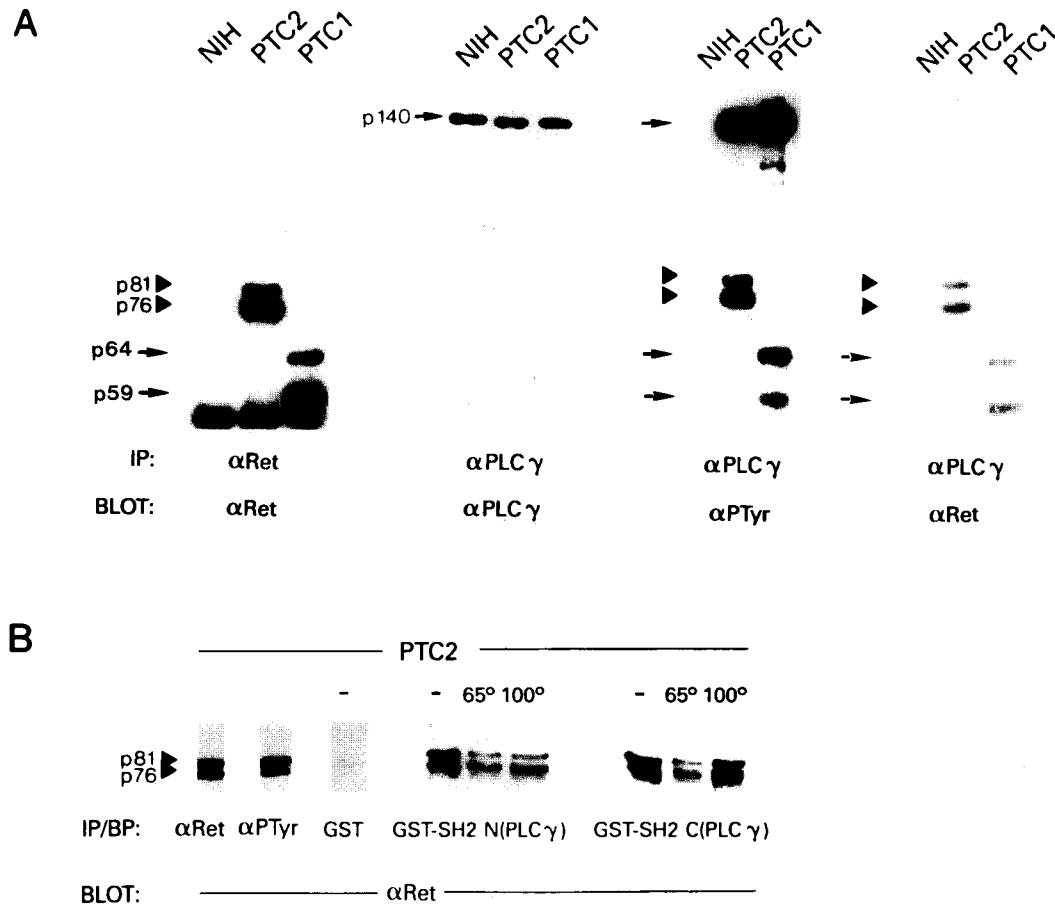 A
NIH PTC2 PTC1 NIH PTC2 PTC1 NIH PTC2 PTC1 NIH PTC2 PTC1
p140
p81
p76
p64
p59
IP: αRet αPLCγ αPLCγ αPLCγ
BLOT: αRet αPLCγ αPTyr αRet
B
PTC2
- - 65° 100° - 65° 100°
p81
p76
IP/BP: αRet αPTyr GST GST-SH2 N(PLCγ) GST-SH2 C(PLCγ)
BLOT: αRet